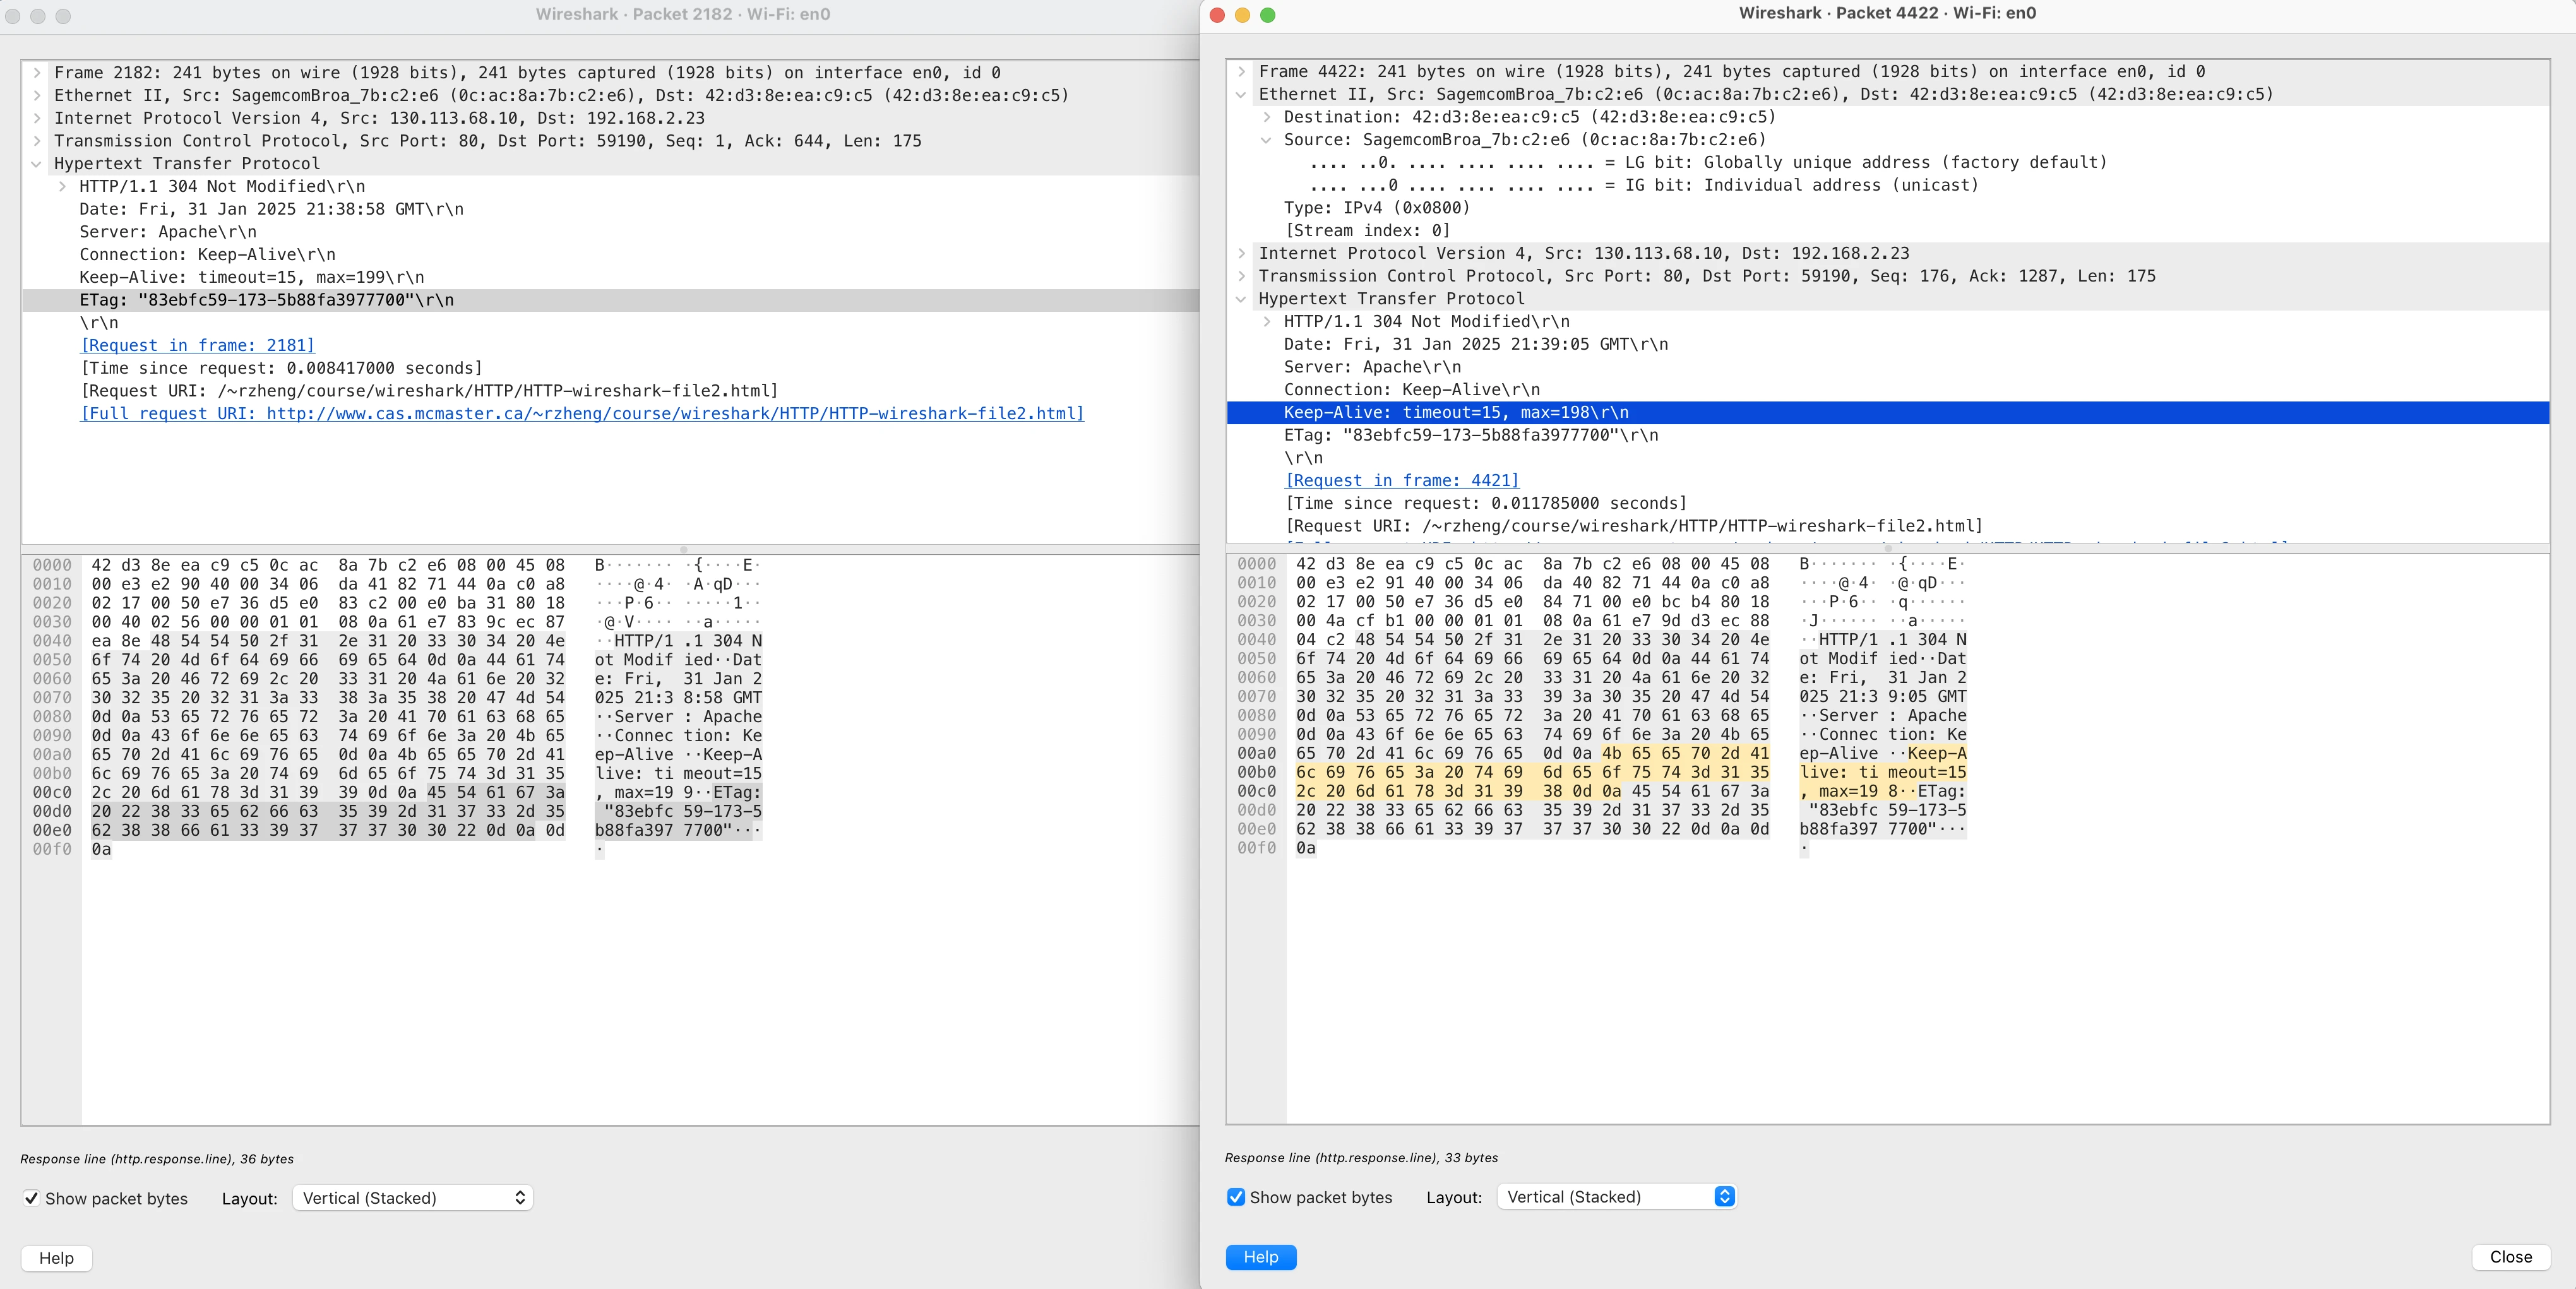 Wireshark · Packet 2182 · Wi-Fi: en0
Frame 2182: 241 bytes on wire (1928 bits), 241 bytes captured (1928 bits) on interface en0, id 0
Ethernet II, Src: SagemcomBroa_7b:c2:e6 (0c:ac:8a:7b:c2:e6), Dst: 42:d3:8e:ea:c9:c5 (42:d3:8e:ea:c9:c5)
Internet Protocol Version 4, Src: 130.113.68.10, Dst: 192.168.2.23
Transmission Control Protocol, Src Port: 80, Dst Port: 59190, Seq: 1, Ack: 644, Len: 175
Hypertext Transfer Protocol
HTTP/1.1 304 Not Modified\r\n
Date: Fri, 31 Jan 2025 21:38:58 GMT\r\n
Server: Apache\r\n
Connection: Keep-Alive\r\n
Keep-Alive: timeout=15, max=199\r\n
ETag: "83ebfc59-173-5b88fa3977700"\r\n
\r\n
[Request in frame: 2181]
[Time since request: 0.008417000 seconds]
[Request URI: /~rzheng/course/wireshark/HTTP/HTTP-wireshark-file2.html]
[Full request URI: http://www.cas.mcmaster.ca/~rzheng/course/wireshark/HTTP/HTTP-wireshark-file2.html]
0000 42 d3 8e ea c9 c5 0c ac 8a 7b c2 e6 08 00 45 08 B······· ·{····E·
0010 00 e3 e2 90 40 00 34 06 da 41 82 71 44 0a c0 a8 ····@·4· ·A·qD···
0020 02 17 00 50 e7 36 d5 e0 83 c2 00 e0 ba 31 80 18 ···P·6·· ·····1··
0030 00 40 02 56 00 00 01 01 08 0a 61 e7 83 9c ec 87 ·@·V···· ··a·····
0040 ea 8e 48 54 54 50 2f 31 2e 31 20 33 30 34 20 4e ··HTTP/1 .1 304 N
0050 6f 74 20 4d 6f 64 69 66 69 65 64 0d 0a 44 61 74 ot Modif ied··Dat
0060 65 3a 20 46 72 69 2c 20 33 31 20 4a 61 6e 20 32 e: Fri, 31 Jan 2
0070 30 32 35 20 32 31 3a 33 38 3a 35 38 20 47 4d 54 025 21:3 8:58 GMT
0080 0d 0a 53 65 72 76 65 72 3a 20 41 70 61 63 68 65 ··Server : Apache
0090 0d 0a 43 6f 6e 6e 65 63 74 69 6f 6e 3a 20 4b 65 ··Connec tion: Ke
00a0 65 70 2d 41 6c 69 76 65 0d 0a 4b 65 65 70 2d 41 ep-Alive ··Keep-A
00b0 6c 69 76 65 3a 20 74 69 6d 65 6f 75 74 3d 31 35 live: ti meout=15
00c0 2c 20 6d 61 78 3d 31 39 39 0d 0a 45 54 61 67 3a , max=19 9··ETag:
00d0 20 22 38 33 65 62 66 63 35 39 2d 31 37 33 2d 35 "83ebfc 59-173-5
00e0 62 38 38 66 61 33 39 37 37 37 30 30 22 0d 0a 0d b88fa397 7700"···
00f0 0a ·
Response line (http.response.line), 36 bytes
Show packet bytes Layout: Vertical (Stacked)
Help
Wireshark · Packet 4422 · Wi-Fi: en0
Frame 4422: 241 bytes on wire (1928 bits), 241 bytes captured (1928 bits) on interface en0, id 0
Ethernet II, Src: SagemcomBroa_7b:c2:e6 (0c:ac:8a:7b:c2:e6), Dst: 42:d3:8e:ea:c9:c5 (42:d3:8e:ea:c9:c5)
Destination: 42:d3:8e:ea:c9:c5 (42:d3:8e:ea:c9:c5)
Source: SagemcomBroa_7b:c2:e6 (0c:ac:8a:7b:c2:e6)
.... ..0. .... .... .... .... = LG bit: Globally unique address (factory default)
.... ...0 .... .... .... .... = IG bit: Individual address (unicast)
Type: IPv4 (0x0800)
[Stream index: 0]
Internet Protocol Version 4, Src: 130.113.68.10, Dst: 192.168.2.23
Transmission Control Protocol, Src Port: 80, Dst Port: 59190, Seq: 176, Ack: 1287, Len: 175
Hypertext Transfer Protocol
HTTP/1.1 304 Not Modified\r\n
Date: Fri, 31 Jan 2025 21:39:05 GMT\r\n
Server: Apache\r\n
Connection: Keep-Alive\r\n
Keep-Alive: timeout=15, max=198\r\n
ETag: "83ebfc59-173-5b88fa3977700"\r\n
\r\n
[Request in frame: 4421]
[Time since request: 0.011785000 seconds]
[Request URI: /~rzheng/course/wireshark/HTTP/HTTP-wireshark-file2.html]
0000 42 d3 8e ea c9 c5 0c ac 8a 7b c2 e6 08 00 45 08 B······· ·{····E·
0010 00 e3 e2 91 40 00 34 06 da 40 82 71 44 0a c0 a8 ····@·4· ·@·qD···
0020 02 17 00 50 e7 36 d5 e0 84 71 00 e0 bc b4 80 18 ···P·6·· ·q······
0030 00 4a cf b1 00 00 01 01 08 0a 61 e7 9d d3 ec 88 ·J······ ··a·····
0040 04 c2 48 54 54 50 2f 31 2e 31 20 33 30 34 20 4e ··HTTP/1 .1 304 N
0050 6f 74 20 4d 6f 64 69 66 69 65 64 0d 0a 44 61 74 ot Modif ied··Dat
0060 65 3a 20 46 72 69 2c 20 33 31 20 4a 61 6e 20 32 e: Fri, 31 Jan 2
0070 30 32 35 20 32 31 3a 33 39 3a 30 35 20 47 4d 54 025 21:3 9:05 GMT
0080 0d 0a 53 65 72 76 65 72 3a 20 41 70 61 63 68 65 ··Server : Apache
0090 0d 0a 43 6f 6e 6e 65 63 74 69 6f 6e 3a 20 4b 65 ··Connec tion: Ke
00a0 65 70 2d 41 6c 69 76 65 0d 0a 4b 65 65 70 2d 41 ep-Alive ··Keep-A
00b0 6c 69 76 65 3a 20 74 69 6d 65 6f 75 74 3d 31 35 live: ti meout=15
00c0 2c 20 6d 61 78 3d 31 39 38 0d 0a 45 54 61 67 3a , max=19 8··ETag:
00d0 20 22 38 33 65 62 66 63 35 39 2d 31 37 33 2d 35 "83ebfc 59-173-5
00e0 62 38 38 66 61 33 39 37 37 37 30 30 22 0d 0a 0d b88fa397 7700"···
00f0 0a ·
Response line (http.response.line), 33 bytes
Show packet bytes Layout: Vertical (Stacked)
Help
Close